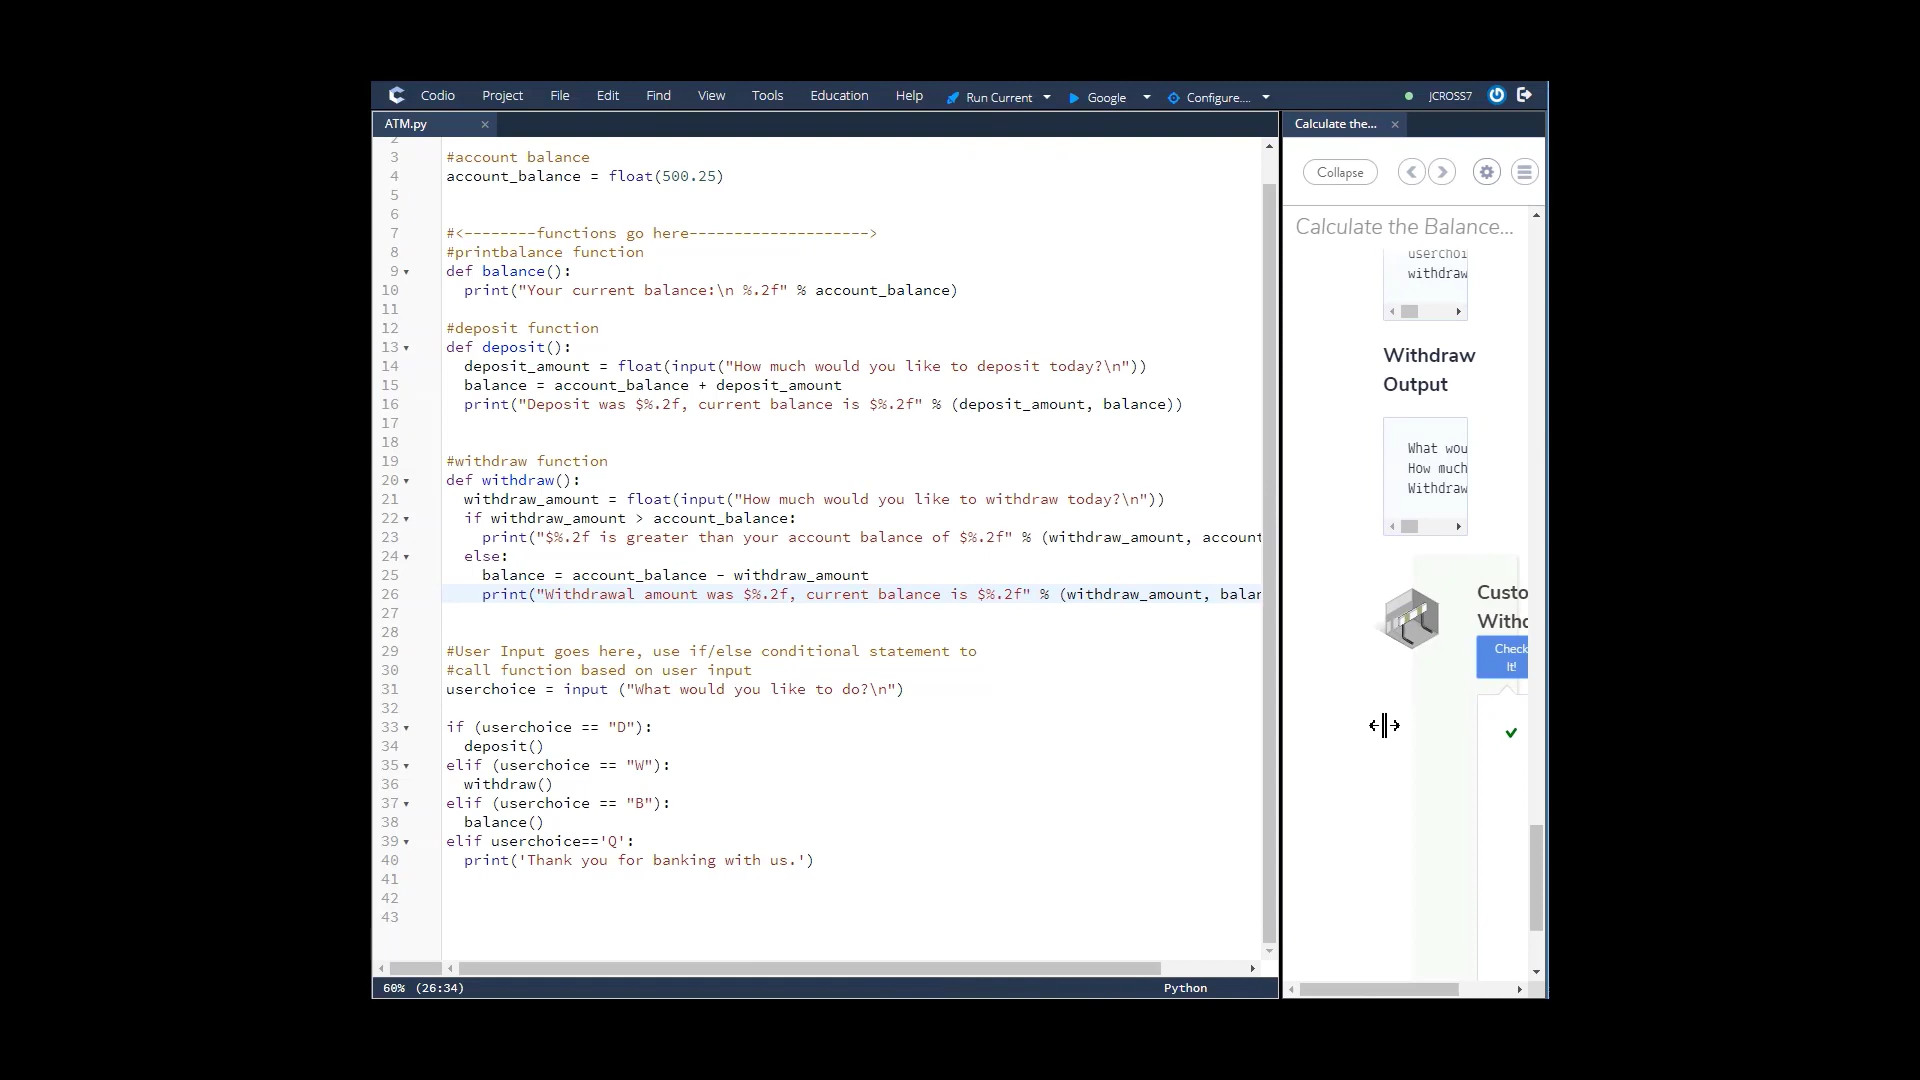 Codio Project File Edit Find View Tools Education Help Run Current Google Configure.... JCROSS7
ATM.py
3 #account balance
4 account_balance = float(500.25)
5
6
7 #<--------functions go here-------------------->
8 #printbalance function
9 def balance():
10 print("Your current balance:\n %.2f" % account_balance)
11
12 #deposit function
13 def deposit():
14 deposit_amount = float(input("How much would you like to deposit today?\n"))
15 balance = account_balance + deposit_amount
16 print("Deposit was $%.2f, current balance is $%.2f" % (deposit_amount, balance))
17
18
19 #withdraw function
20 def withdraw():
21 withdraw_amount = float(input("How much would you like to withdraw today?\n"))
22 if withdraw_amount > account_balance:
23 print("$%.2f is greater than your account balance of $%.2f" % (withdraw_amount, account
24 else:
25 balance = account_balance - withdraw_amount
26 print("Withdrawal amount was $%.2f, current balance is $%.2f" % (withdraw_amount, balan
27
28
29 #User Input goes here, use if/else conditional statement to
30 #call function based on user input
31 userchoice = input ("What would you like to do?\n")
32
33 if (userchoice == "D"):
34 deposit()
35 elif (userchoice == "W"):
36 withdraw()
37 elif (userchoice == "B"):
38 balance()
39 elif userchoice=='Q':
40 print('Thank you for banking with us.')
41
42
43
60% (26:34) Python
Calculate the...
Collapse
Calculate the Balance...
userchoi
withdraw
Withdraw
Output
What wou
How much
Withdraw
Custo
Withd
Check
It!